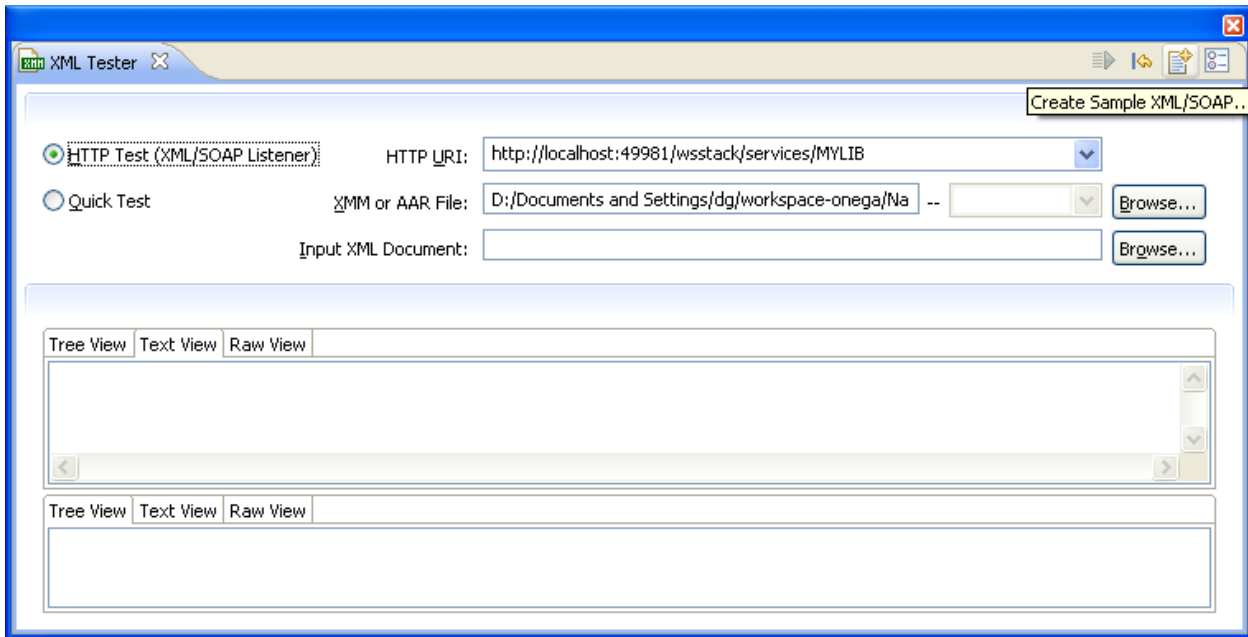 XML Tester
Create Sample XML/SOAP..
HTTP Test (XML/SOAP Listener) HTTP URI: http://localhost:49981/wsstack/services/MYLIB
Quick Test XMM or AAR File: D:/Documents and Settings/dg/workspace-onega/Na -- Browse...
Input XML Document: Browse...
Tree View Text View Raw View
Tree View Text View Raw View